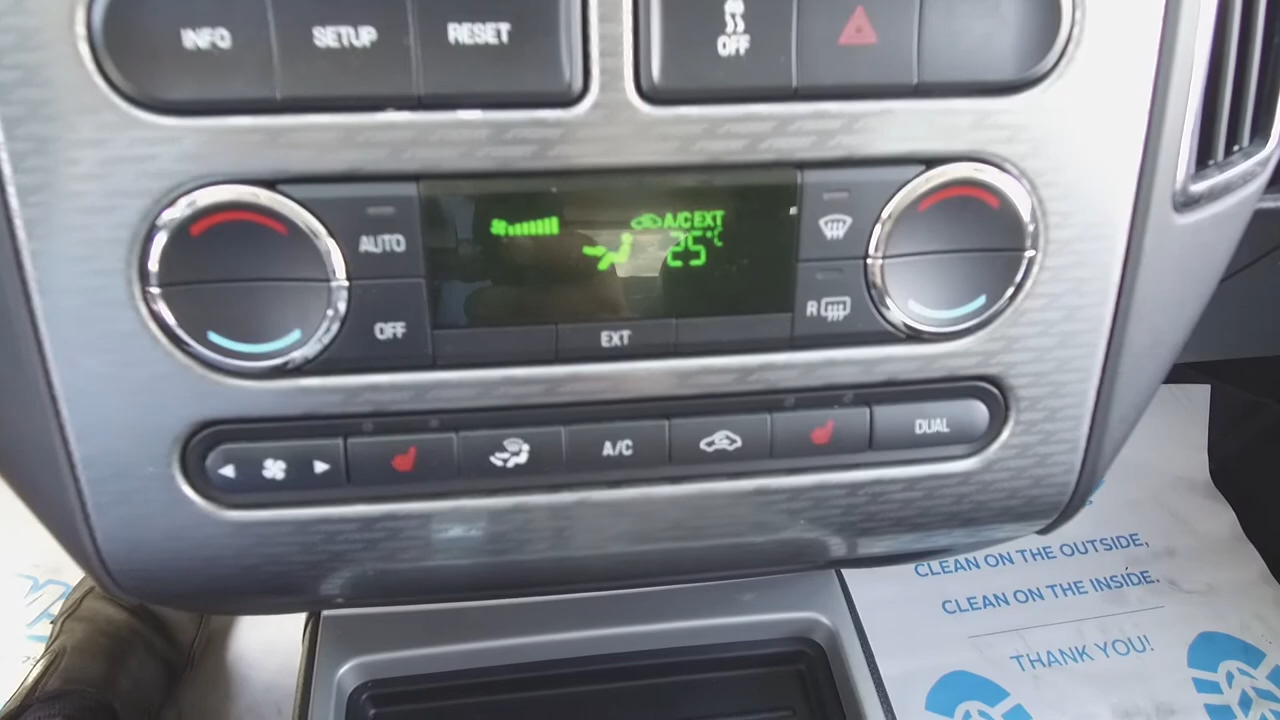 INFO SETUP RESET OFF
AUTO A/C EXT
25°C
OFF EXT R
A/C DUAL
CLEAN ON THE OUTSIDE,
CLEAN ON THE INSIDE.
THANK YOU!